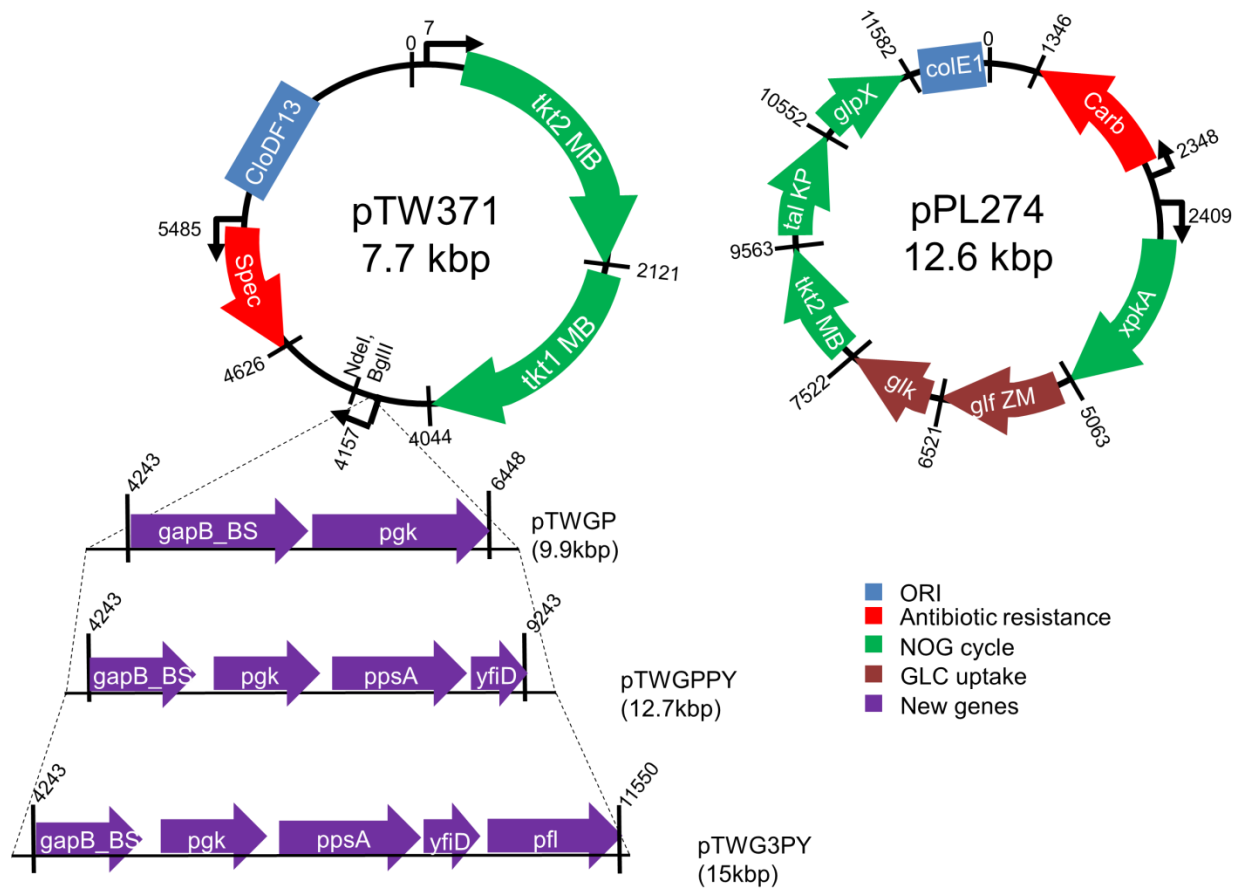 0
7
tkt2 MB
CloDF13
pTW371
7.7 kbp
5485
Spec
2121
tkt1 MB
4626
NdeI,
BglII
4157
4044
11582
colE1
0
1346
glpX
Carb
10552
2348
tal KP
pPL274
12.6 kbp
2409
9563
xpkA
tkt2 MB
7522
glk
glf ZM
6521
5063
4243
6448
gapB_BS
pgk
pTWGP
(9.9kbp)
4243
9243
gapB_BS
pgk
ppsA
yfiD
pTWGPPY
(12.7kbp)
4243
11550
gapB_BS
pgk
ppsA
yfiD
pfl
pTWG3PY
(15kbp)
ORI
Antibiotic resistance
NOG cycle
GLC uptake
New genes